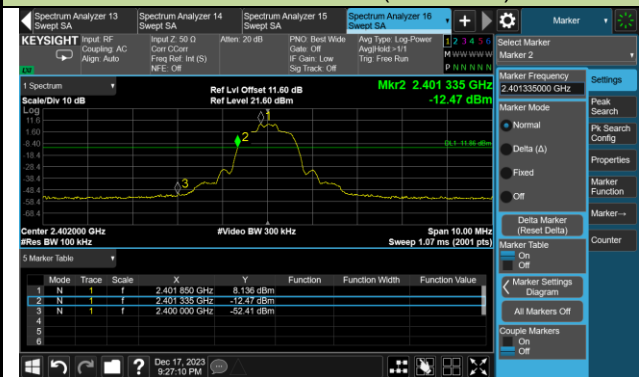 Spectrum Analyzer 13
Swept SA
Spectrum Analyzer 14
Swept SA
Spectrum Analyzer 15
Swept SA
Spectrum Analyzer 16
Swept SA
+
Marker
KEYSIGHT
Input: RF
Coupling: AC
Align: Auto
Input Z: 50 Ω
Corr CCorr
Freq Ref: Int (S)
NFE: Off
Atten: 20 dB
PNO: Best Wide
Gate: Off
IF Gain: Low
Sig Track: Off
Avg Type: Log-Power
Avg|Hold >1/1
Trig: Free Run
1 2 3 4 5 6
M W W W W W
P N N N N N
Select Marker
Marker 2
1 Spectrum
Scale/Div 10 dB
Ref Lvl Offset 11.60 dB
Ref Level 21.60 dBm
Mkr2 2.401 335 GHz
-12.47 dBm
Log
11.6
1.60
-8.40
-18.4
-28.4
-38.4
-48.4
-58.4
-68.4
1
2
3
DL1 -11.86 dBm
Center 2.402000 GHz
#Res BW 100 kHz
#Video BW 300 kHz
Span 10.00 MHz
Sweep 1.07 ms (2001 pts)
5 Marker Table
Mode Trace Scale X Y Function Function Width Function Value
1 N 1 f 2.401 850 GHz 8.136 dBm
2 N 1 f 2.401 335 GHz -12.47 dBm
3 N 1 f 2.400 000 GHz -52.41 dBm
4
5
6
Marker Frequency
2.401335000 GHz
Marker Mode
Normal
Delta (Δ)
Fixed
Off
Delta Marker
(Reset Delta)
Marker Table
On
Off
Marker Settings
Diagram
All Markers Off
Couple Markers
On
Off
Settings
Peak
Search
Pk Search
Config
Properties
Marker
Function
Marker→
Counter
?
Dec 17, 2023
9:27:10 PM